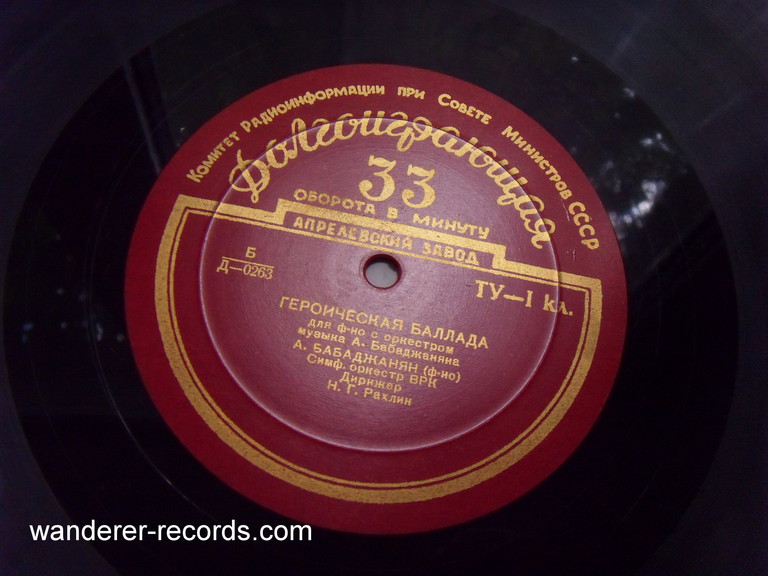 Комитет Радиоинформации при Совете Министров СССР
Долгоиграющая
33
ОБОРОТА В МИНУТУ
АПРЕЛЕВСКИЙ ЗАВОД
Б
Д—0263
ТУ—I кл.
ГЕРОИЧЕСКАЯ БАЛЛАДА
для ф-но с оркестром
музыка А. Бабаджаняна
А. БАБАДЖАНЯН (ф-но)
Симф. оркестр ВРК
Дирижер
Н. Г. Рахлин
wanderer-records.com